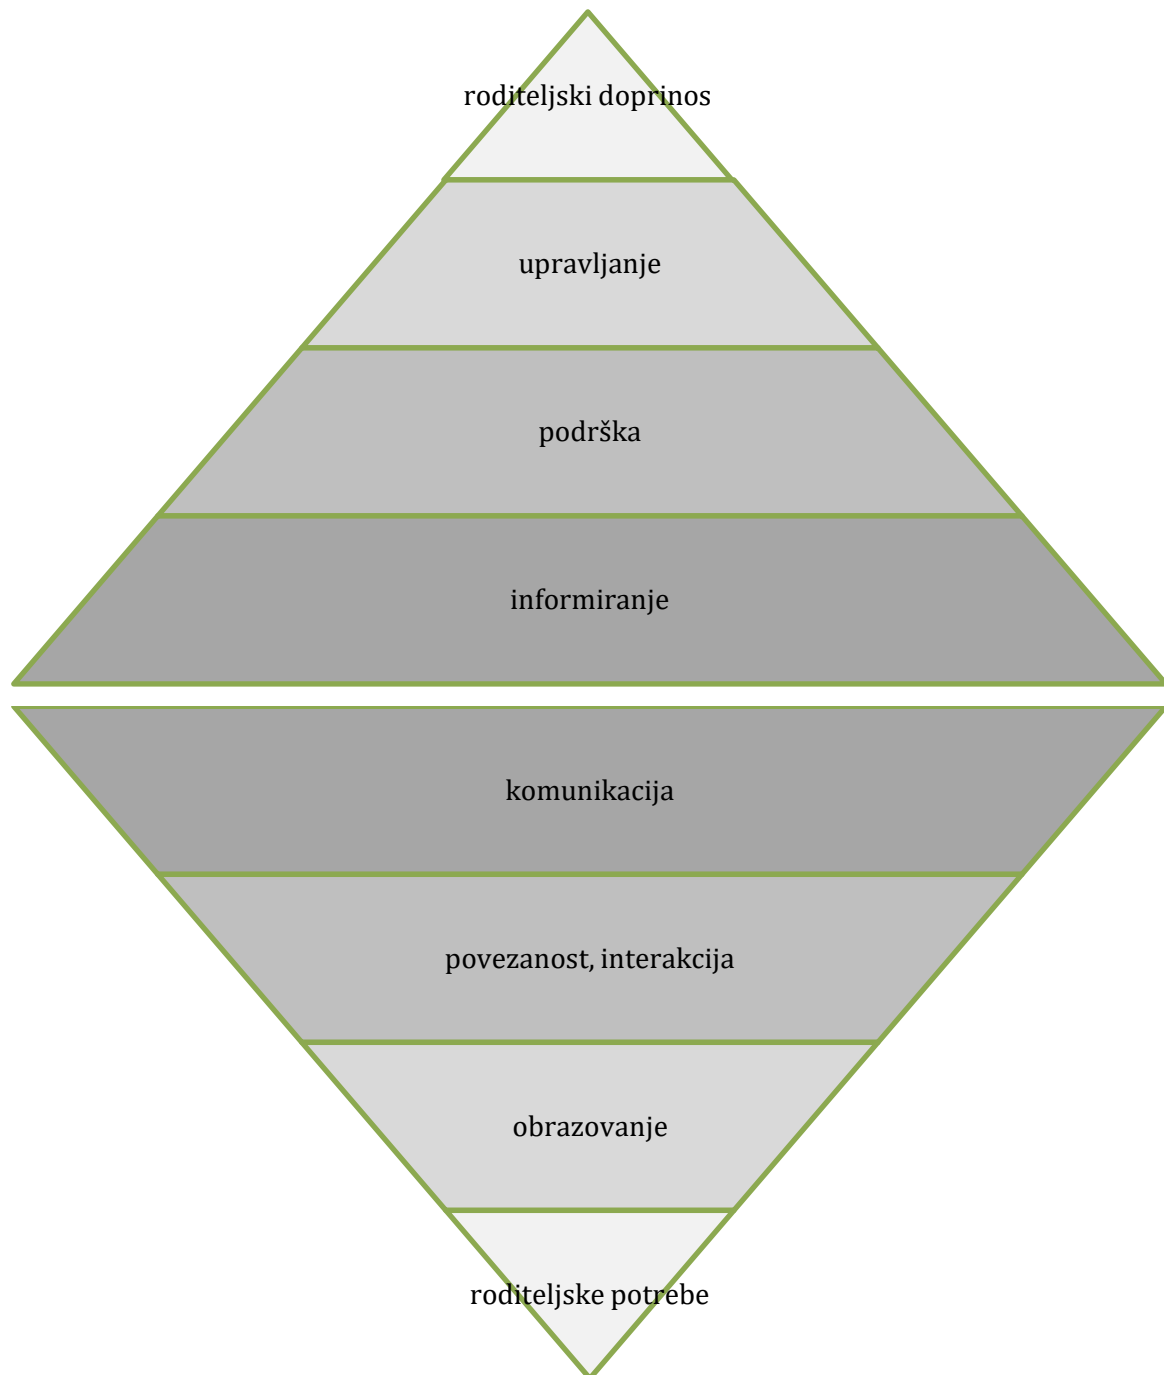 roditeljski doprinos
upravljanje
podrška
informiranje
komunikacija
povezanost, interakcija
obrazovanje
roditeljske potrebe